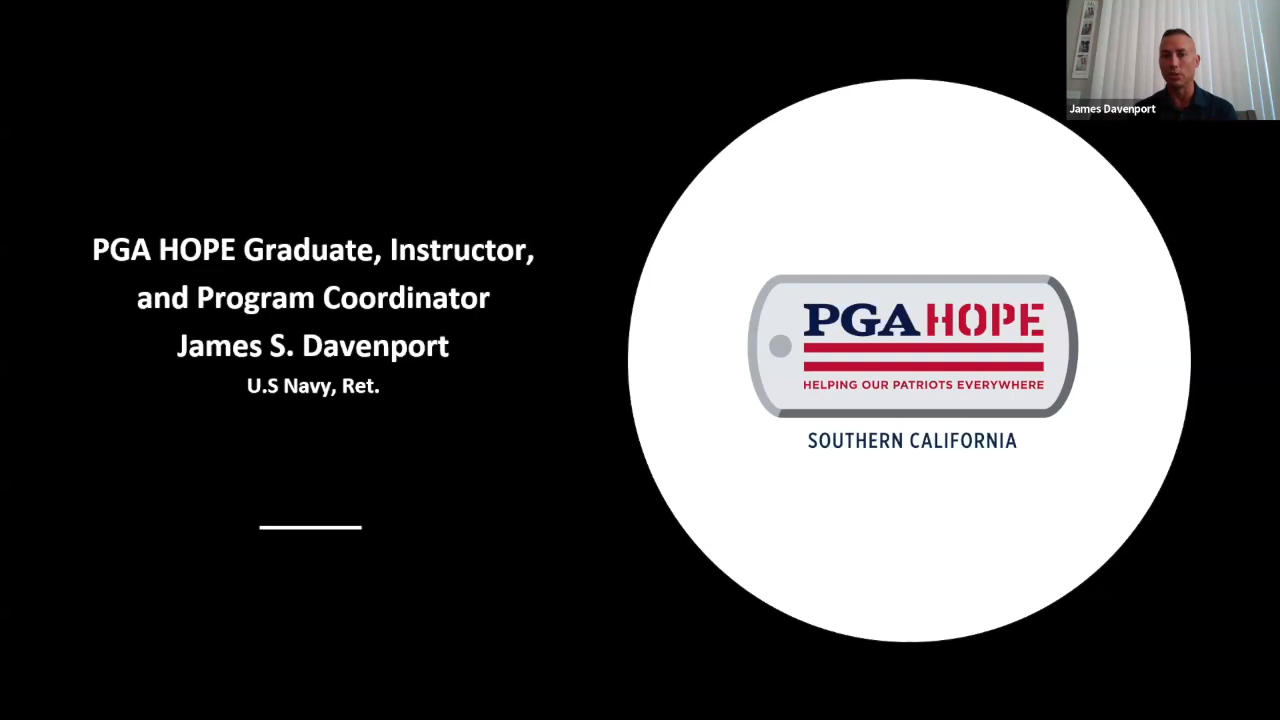 PGA HOPE Graduate, Instructor,
and Program Coordinator
James S. Davenport
U.S Navy, Ret.
PGA HOPE
HELPING OUR PATRIOTS EVERYWHERE
SOUTHERN CALIFORNIA
James Davenport